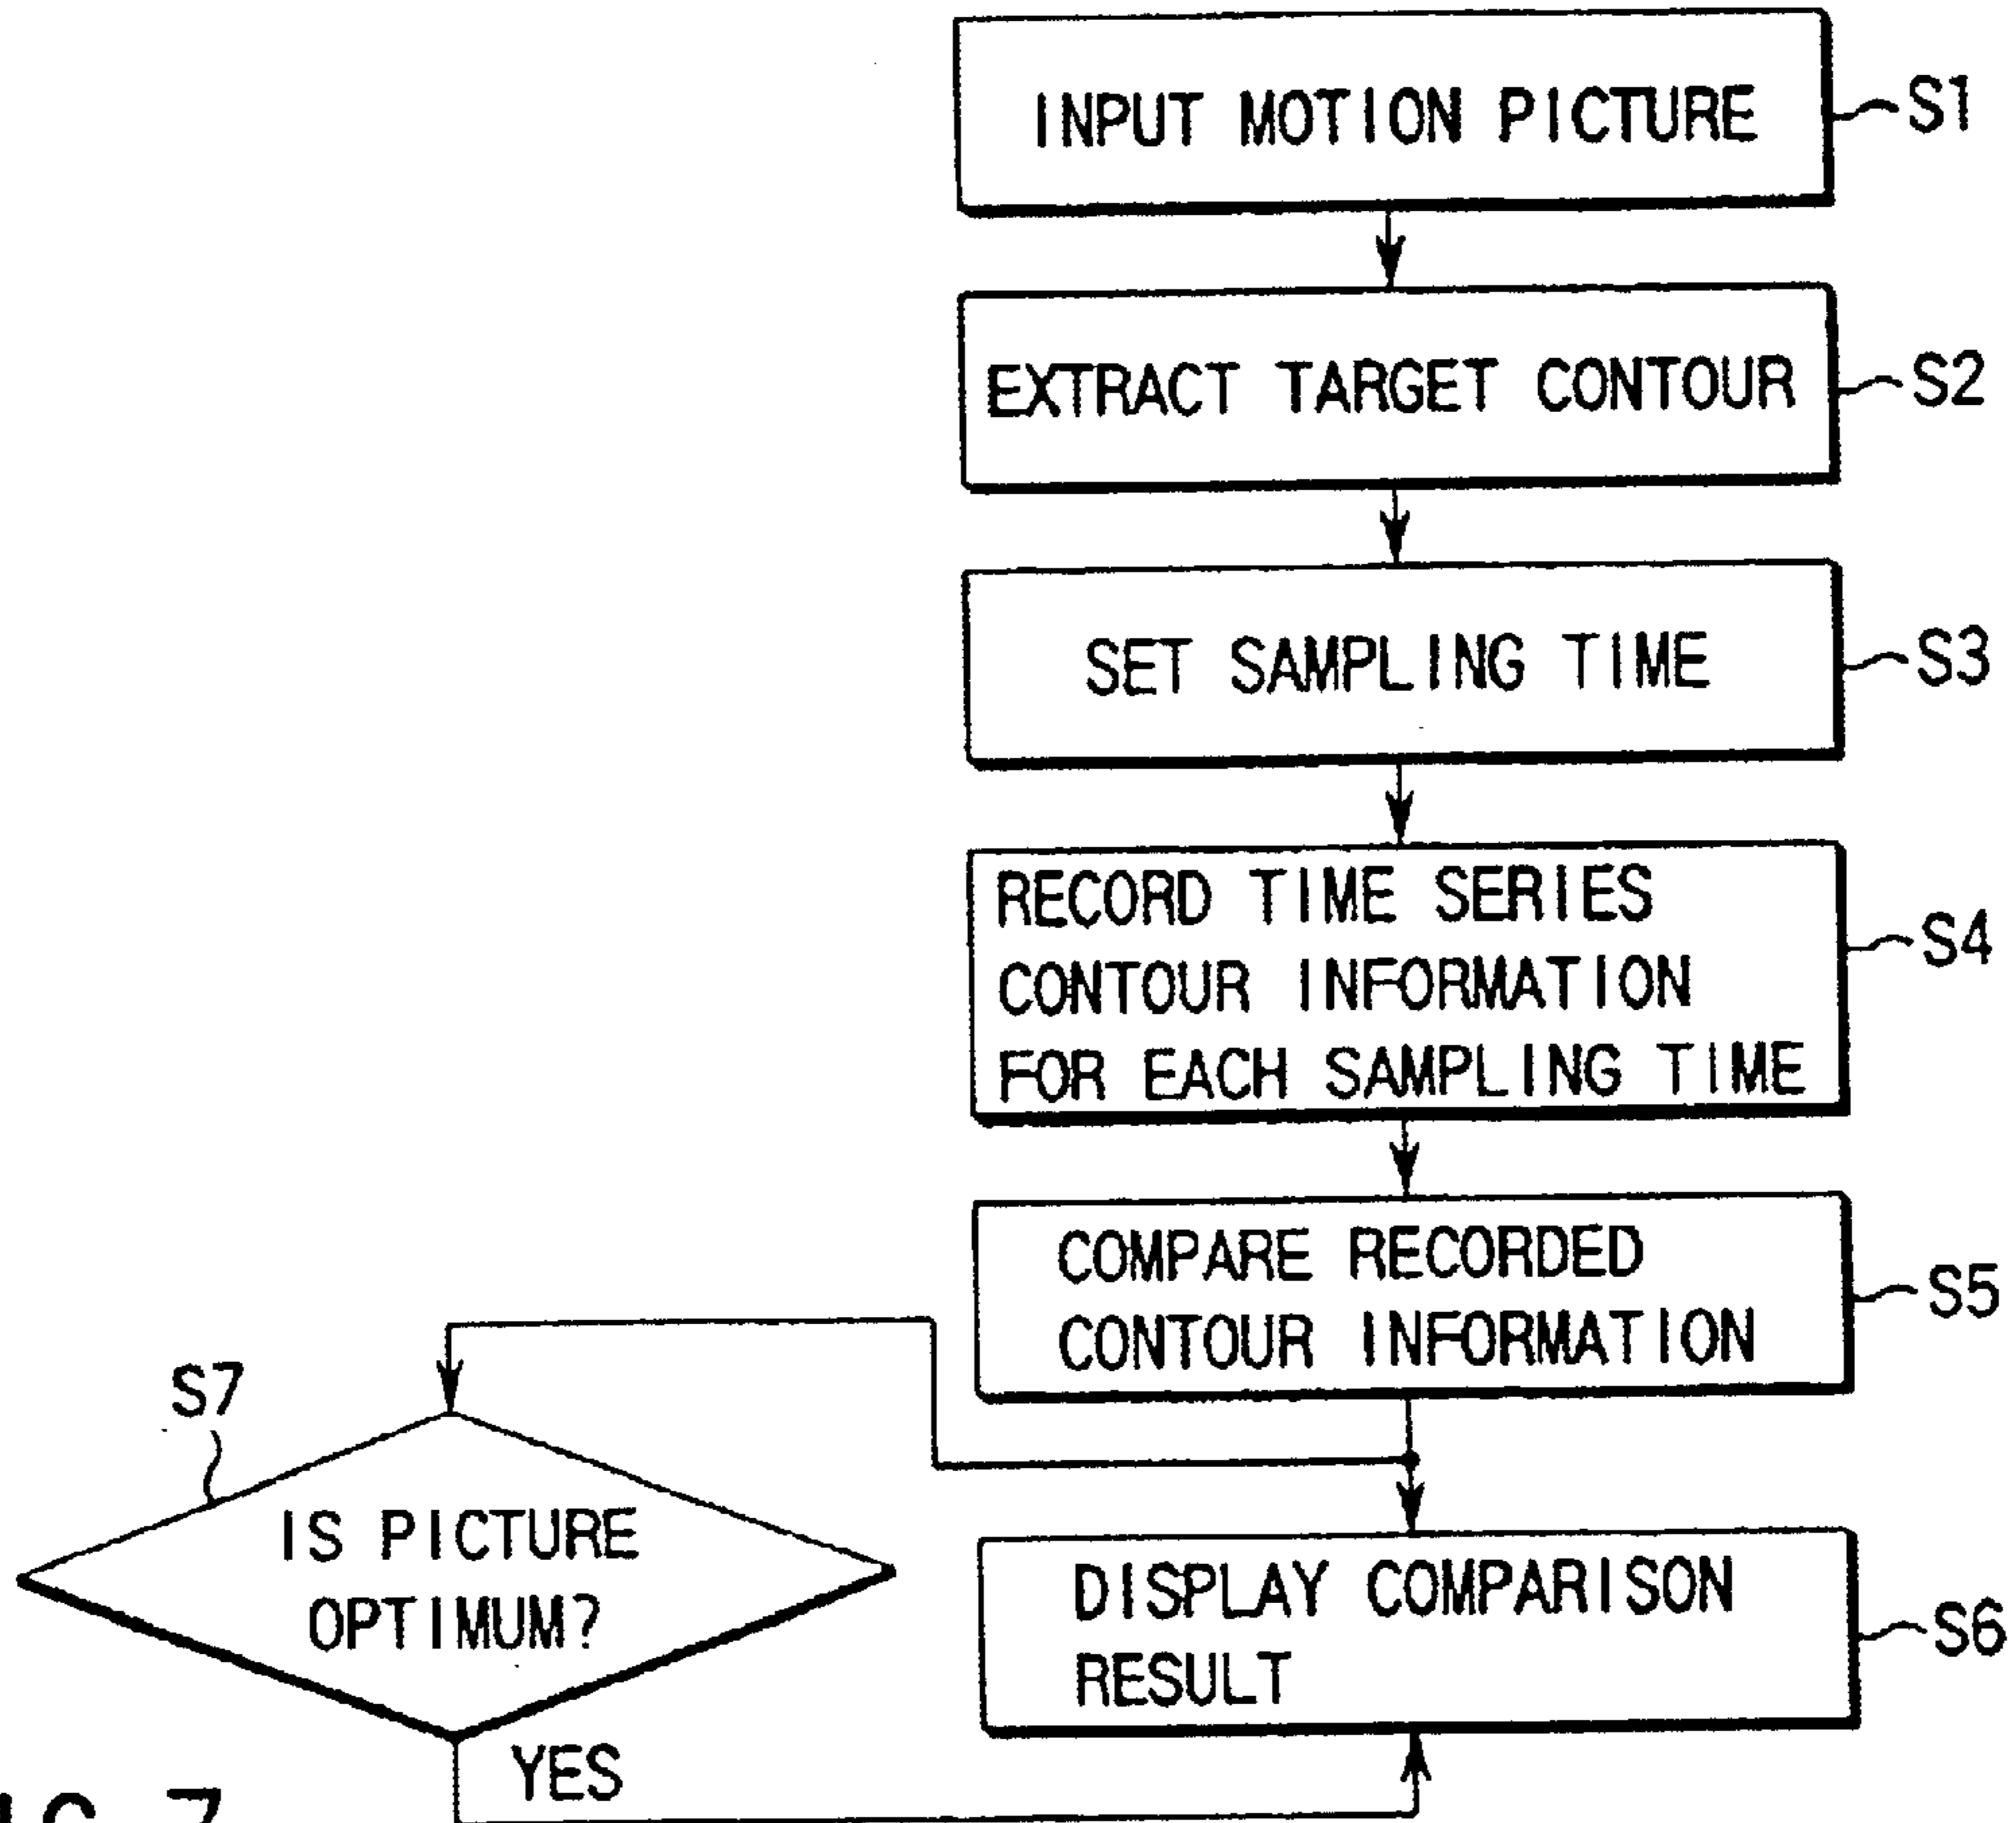 INPUT MOTION PICTURE
S1
EXTRACT TARGET CONTOUR
S2
SET SAMPLING TIME
S3
RECORD TIME SERIES
CONTOUR INFORMATION
FOR EACH SAMPLING TIME
S4
COMPARE RECORDED
CONTOUR INFORMATION
S5
S7
IS PICTURE
OPTIMUM?
DISPLAY COMPARISON
RESULT
S6
YES